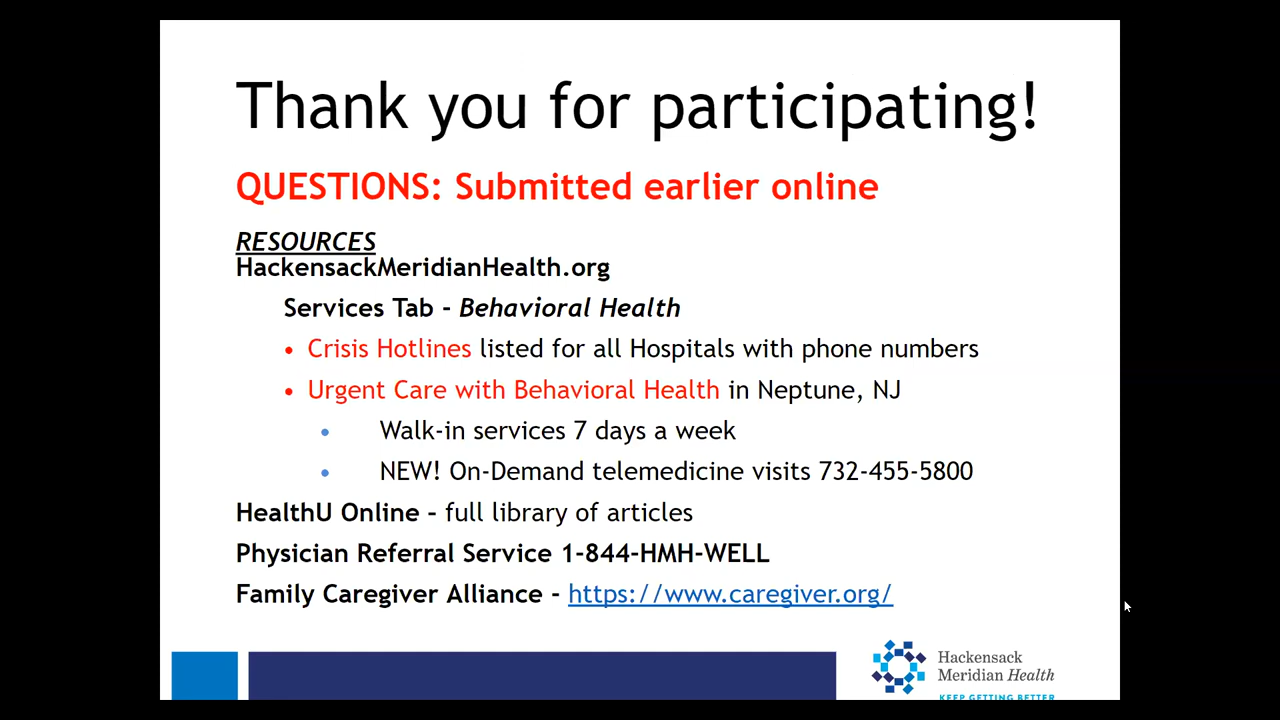 Thank you for participating!
QUESTIONS: Submitted earlier online
RESOURCES
HackensackMeridianHealth.org
Services Tab - Behavioral Health
• Crisis Hotlines listed for all Hospitals with phone numbers
• Urgent Care with Behavioral Health in Neptune, NJ
• Walk-in services 7 days a week
• NEW! On-Demand telemedicine visits 732-455-5800
HealthU Online – full library of articles
Physician Referral Service 1-844-HMH-WELL
Family Caregiver Alliance – https://www.caregiver.org/
Hackensack
Meridian Health
KEEP GETTING BETTER